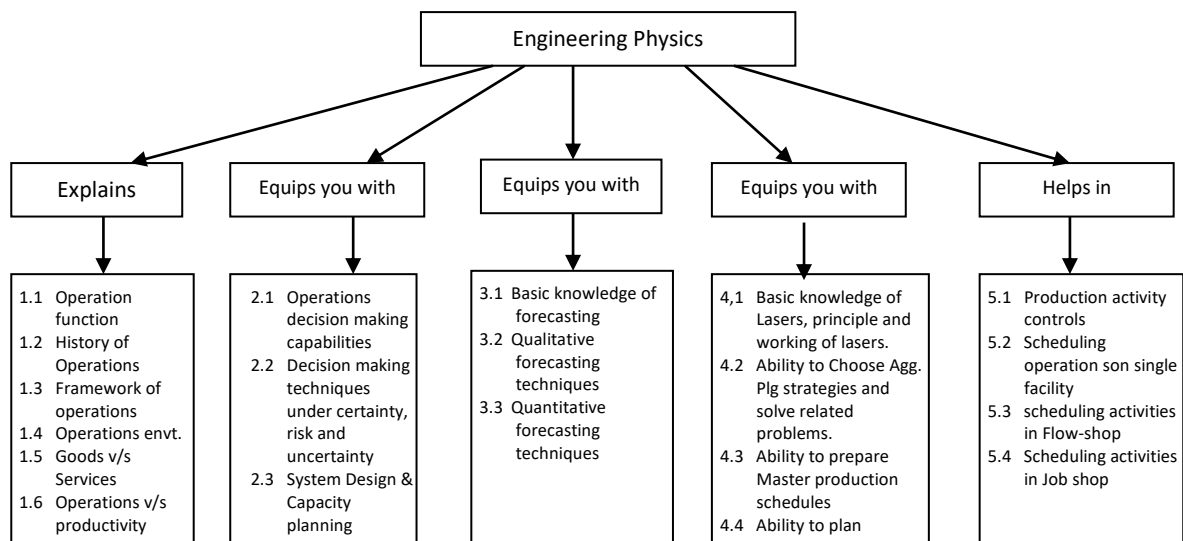 Engineering Physics
Explains
Equips you with
Equips you with
Equips you with
Helps in
1.1 Operation
function
1.2 History of
Operations
1.3 Framework of
operations
1.4 Operations envt.
1.5 Goods v/s
Services
1.6 Operations v/s
productivity
2.1 Operations
decision making
capabilities
2.2 Decision making
techniques
under certainty,
risk and
uncertainty
2.3 System Design &
Capacity
planning
3.1 Basic knowledge of
forecasting
3.2 Qualitative
forecasting
techniques
3.3 Quantitative
forecasting
techniques
4,1 Basic knowledge of
Lasers, principle and
working of lasers.
4.2 Ability to Choose Agg.
Plg strategies and
solve related
problems.
4.3 Ability to prepare
Master production
schedules
4.4 Ability to plan
5.1 Production activity
controls
5.2 Scheduling
operation son single
facility
5.3 scheduling activities
in Flow-shop
5.4 Scheduling activities
in Job shop